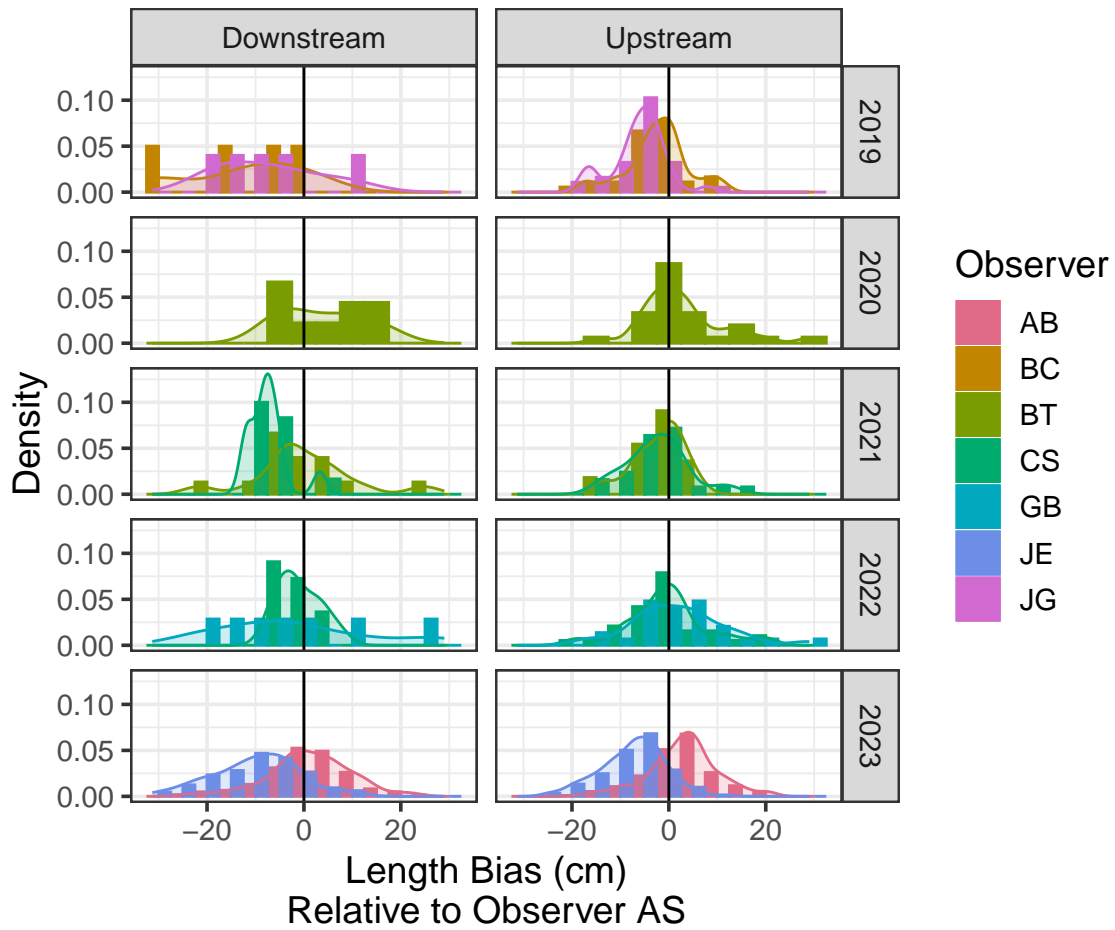 Downstream
Upstream
0.10
0.05
0.00
2019
0.10
0.05
0.00
2020
0.10
0.05
0.00
2021
0.10
0.05
0.00
2022
0.10
0.05
0.00
2023
Density
−20 0 20
−20 0 20
Length Bias (cm)
Relative to Observer AS
Observer
AB
BC
BT
CS
GB
JE
JG